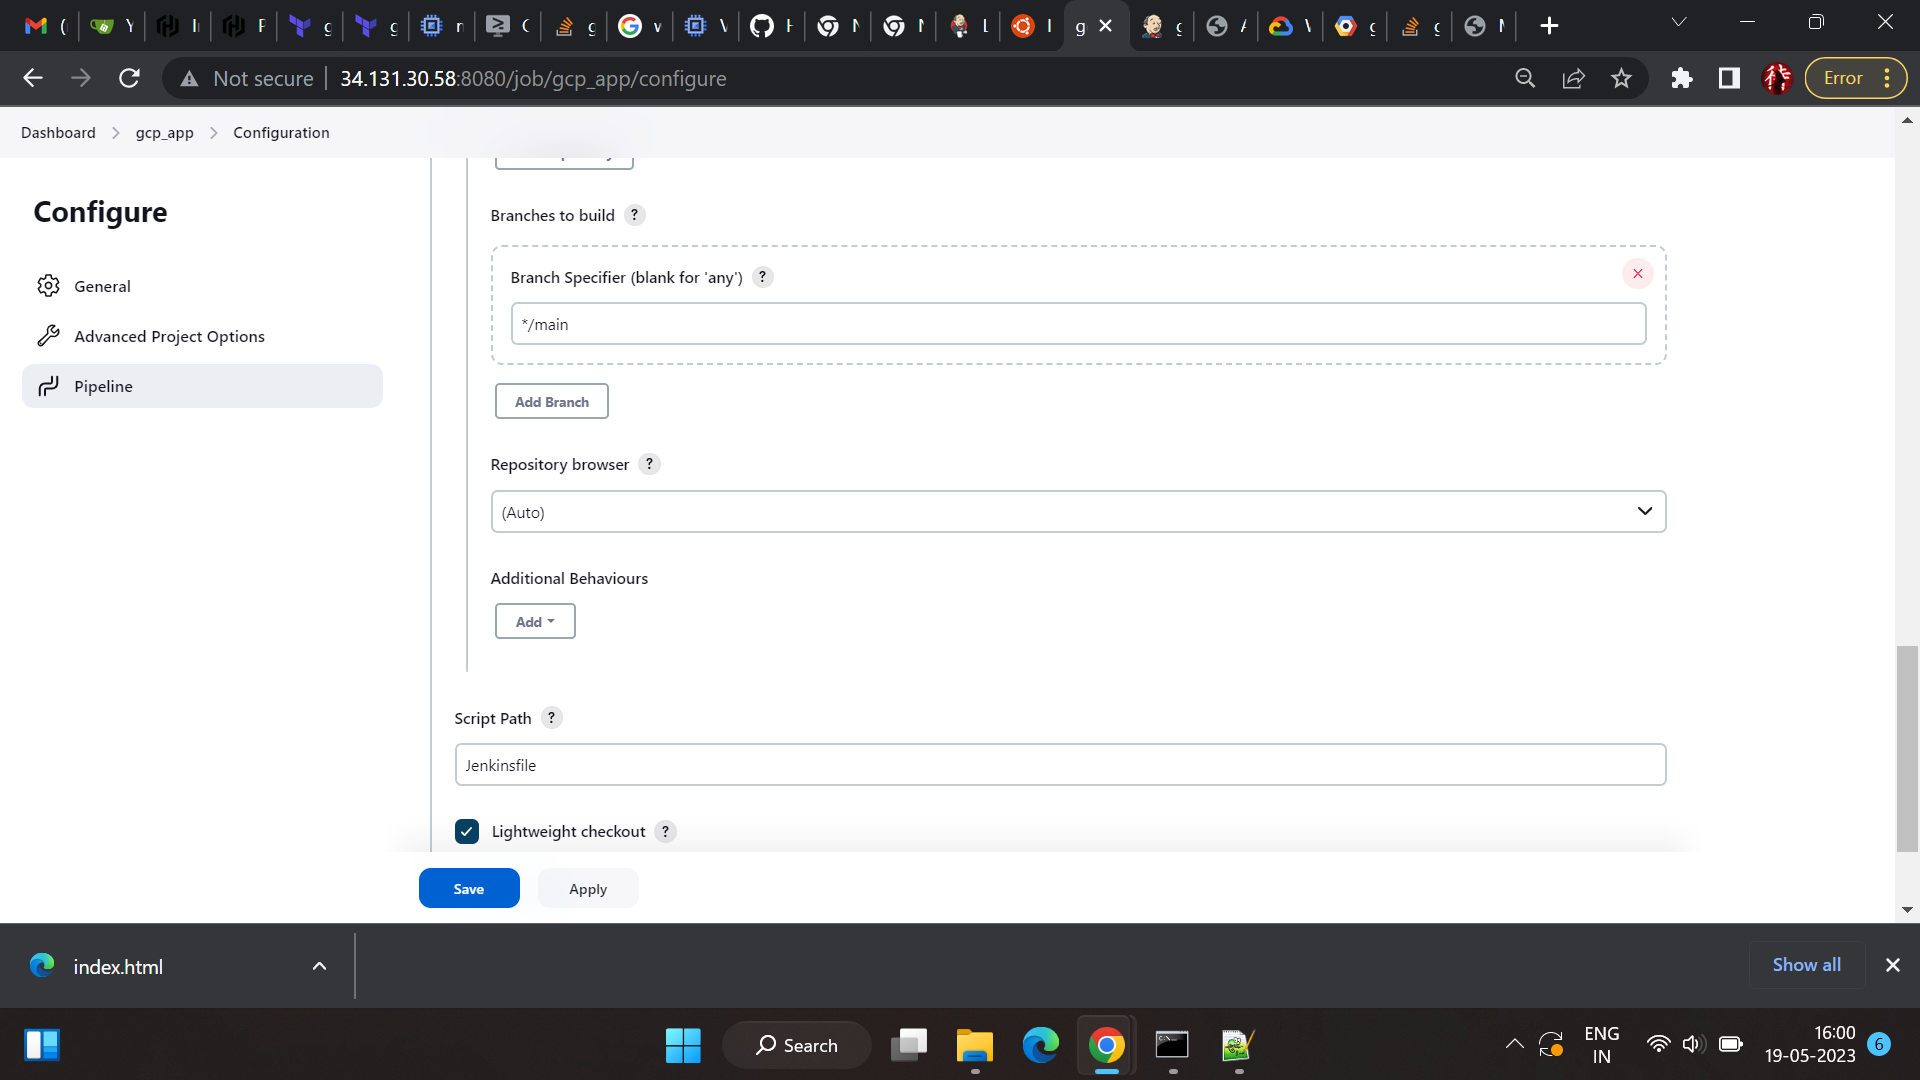 Not secure
34.131.30.58:8080/job/gcp_app/configure
Error
Dashboard
gcp_app
Configuration
Configure
General
Advanced Project Options
Pipeline
Branches to build ?
Branch Specifier (blank for 'any') ?
*/main
Add Branch
Repository browser ?
(Auto)
Additional Behaviours
Add
Script Path ?
Jenkinsfile
Lightweight checkout ?
Save
Apply
index.html
Show all
Search
ENG
IN
16:00
19-05-2023
6